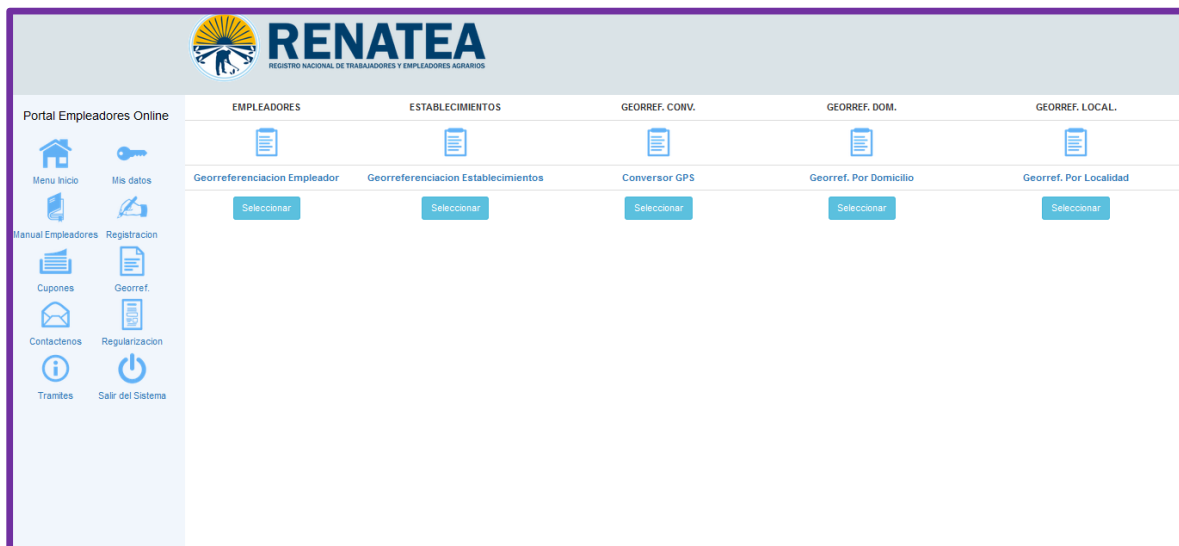 RENATEA
REGISTRO NACIONAL DE TRABAJADORES Y EMPLEADORES AGRARIOS
Portal Empleadores Online
Menu Inicio Mis datos
Manual Empleadores Registracion
Cupones Georref.
Contactenos Regularizacion
Tramites Salir del Sistema
EMPLEADORES ESTABLECIMIENTOS GEORREF. CONV. GEORREF. DOM. GEORREF. LOCAL.
Georreferenciacion Empleador Georreferenciacion Establecimientos Conversor GPS Georref. Por Domicilio Georref. Por Localidad
Seleccionar Seleccionar Seleccionar Seleccionar Seleccionar